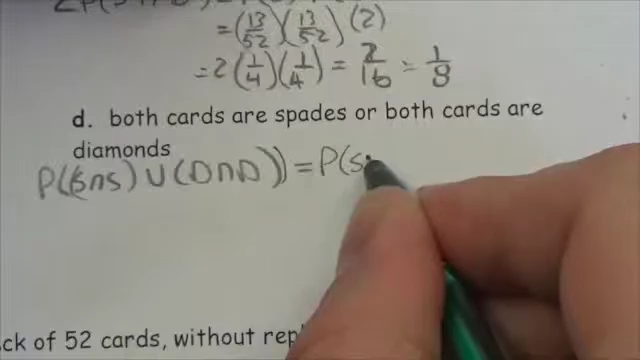 = (13/52)(13/52)(2)
= 2(1/4)(1/4) = 2/16 = 1/8
d. both cards are spades or both cards are
diamonds
P((S∩S) ∪ (D∩D)) = P(S
ck of 52 cards, without rep